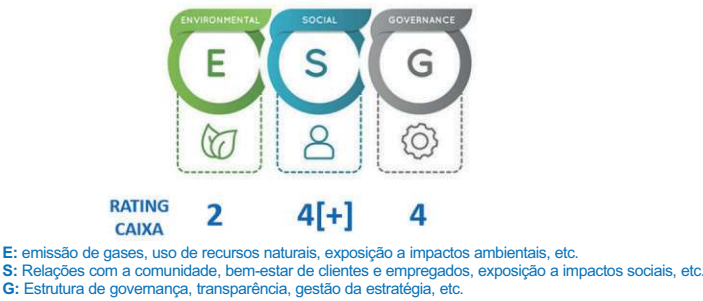 ENVIRONMENTAL SOCIAL GOVERNANCE
E S G
RATING CAIXA 2 4[+] 4
E: emissão de gases, uso de recursos naturais, exposição a impactos ambientais, etc.
S: Relações com a comunidade, bem-estar de clientes e empregados, exposição a impactos sociais, etc.
G: Estrutura de governança, transparência, gestão da estratégia, etc.